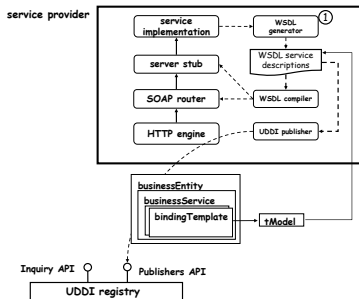 service provider
service
implementation
WSDL
generator
1
WSDL service
descriptions
server stub
SOAP router
WSDL compiler
HTTP engine
UDDI publisher
businessEntity
businessService
bindingTemplate
tModel
Inquiry API
Publishers API
UDDI registry